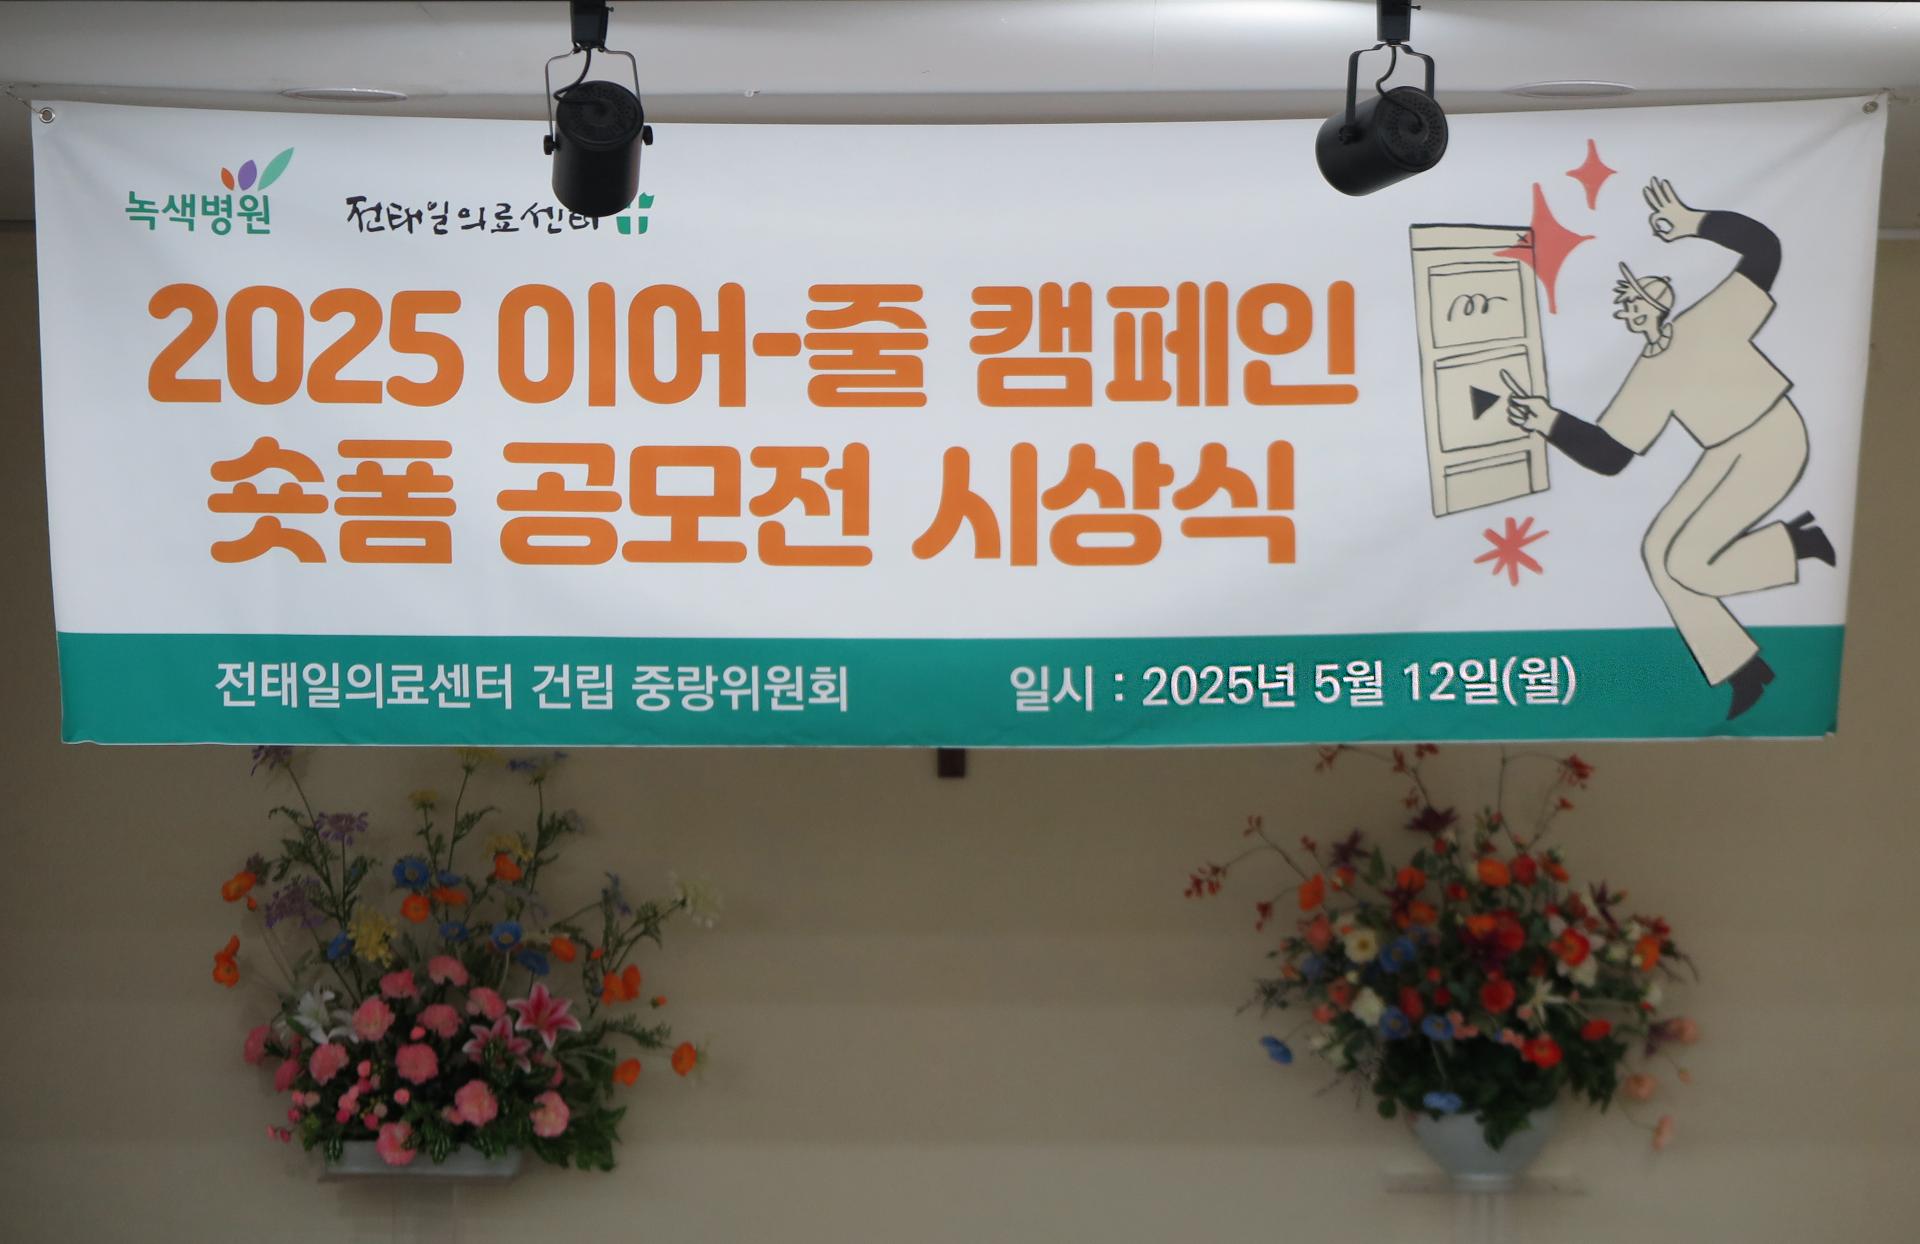 녹색병원 전태일의료센터
2025 이어-줄 캠페인
숏폼 공모전 시상식
전태일의료센터 건립 중랑위원회 일시 : 2025년 5월 12일(월)